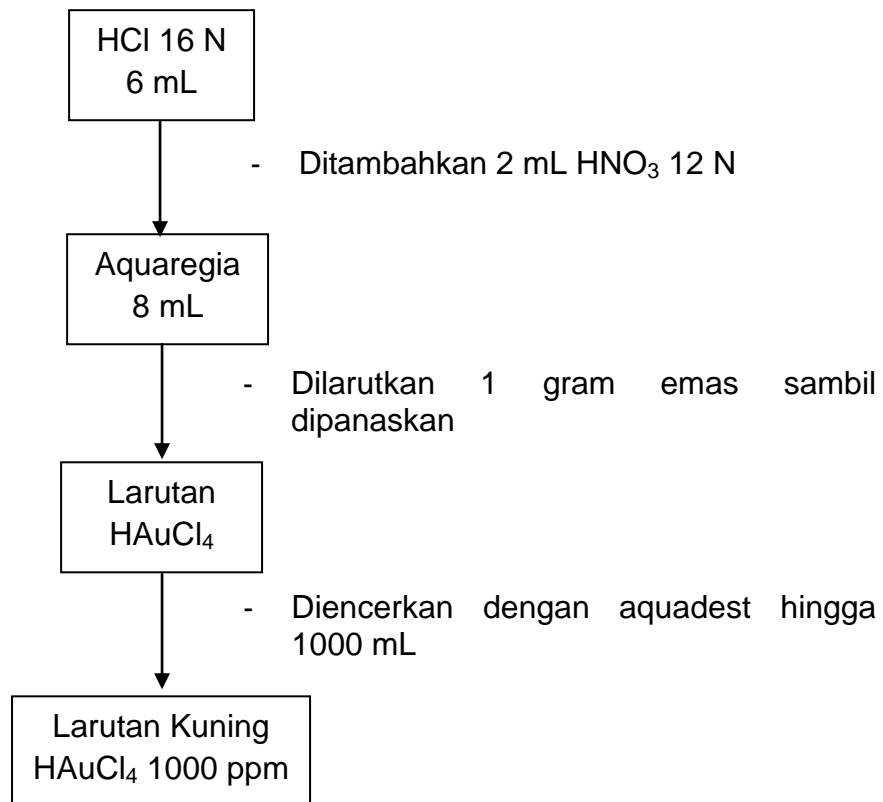 HCl 16 N
6 mL
- Ditambahkan 2 mL HNO₃ 12 N
Aquaregia
8 mL
- Dilarutkan 1 gram emas sambil
dipanaskan
Larutan
HAuCl₄
- Diencerkan dengan aquadest hingga
1000 mL
Larutan Kuning
HAuCl₄ 1000 ppm